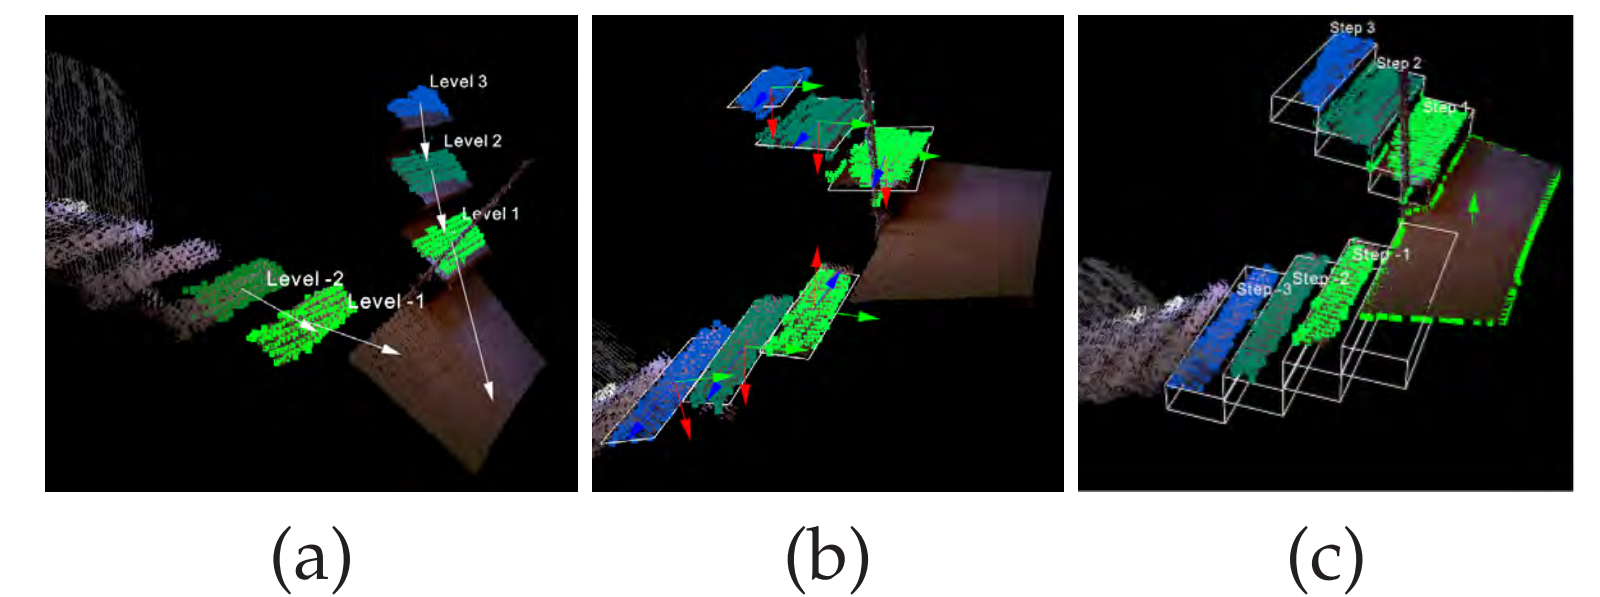 Level 3
Level 2
Level 1
Level -2
Level -1
Step 3
Step 2
Step 1
Step -1
Step -2
Step -3
(a)
(b)
(c)